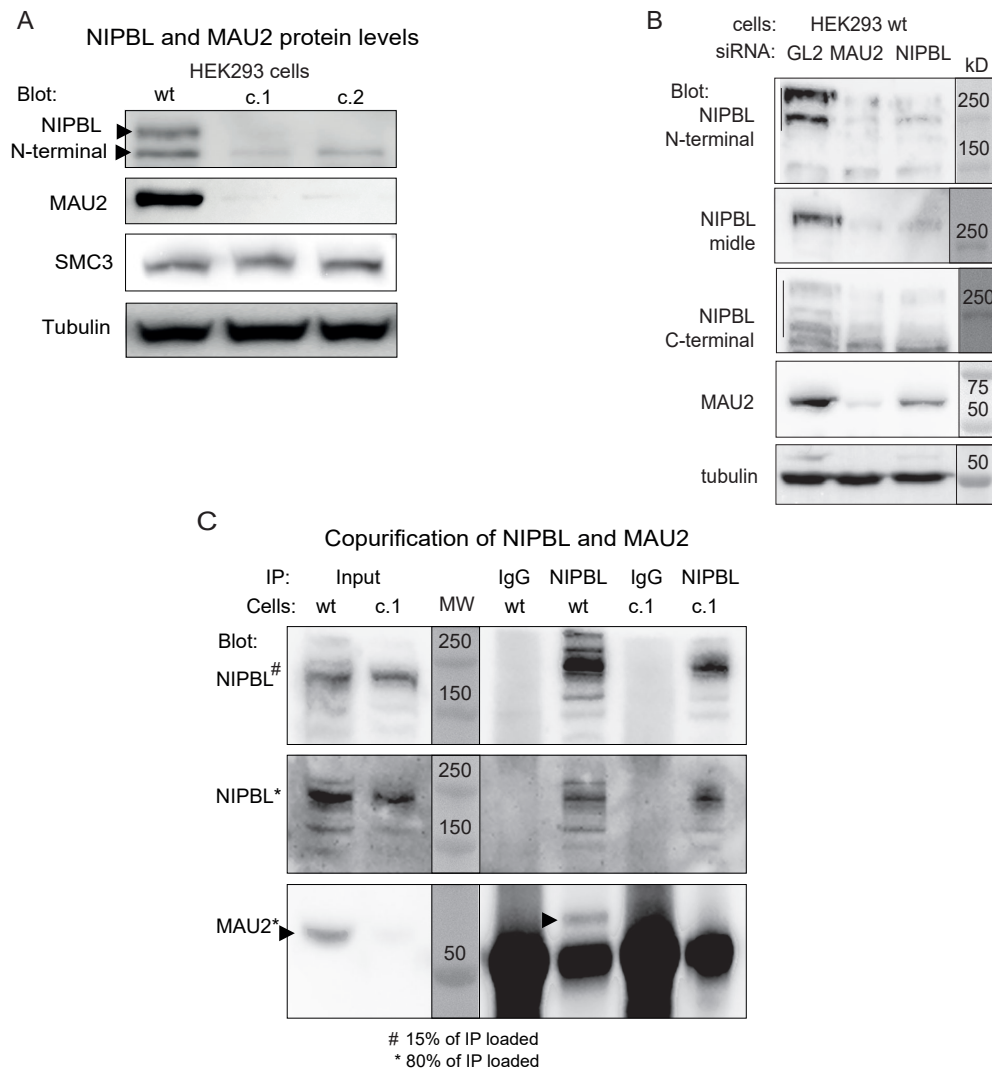 A
NIPBL and MAU2 protein levels
HEK293 cells
Blot: wt c.1 c.2
NIPBL
N-terminal
MAU2
SMC3
Tubulin
B
cells: HEK293 wt
siRNA: GL2 MAU2 NIPBL
kD
Blot:
NIPBL
N-terminal
250
150
NIPBL
midle
250
NIPBL
C-terminal
250
MAU2
75
50
tubulin
50
C
Copurification of NIPBL and MAU2
IP: Input IgG NIPBL IgG NIPBL
Cells: wt c.1 MW wt wt c.1 c.1
Blot:
NIPBL#
250
150
NIPBL*
250
150
MAU2*
50
# 15% of IP loaded
* 80% of IP loaded